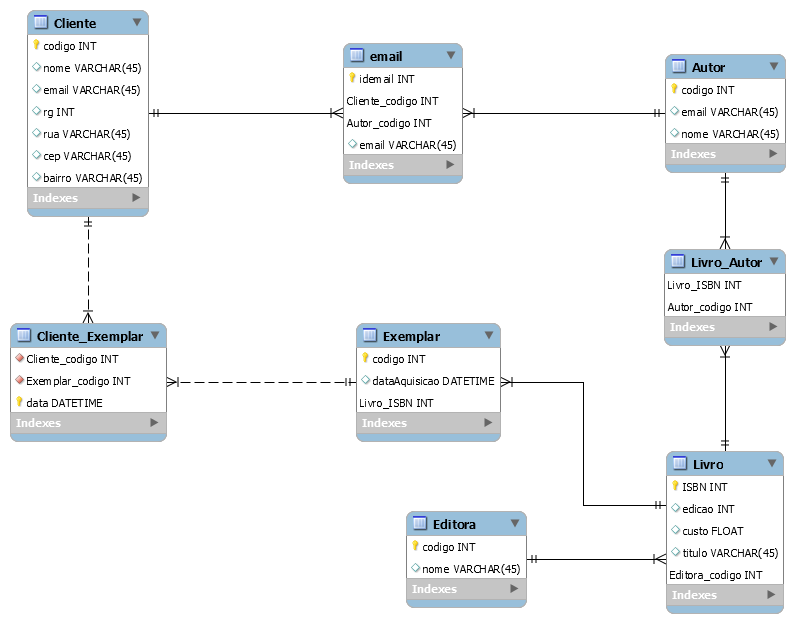 Cliente
codigo INT
nome VARCHAR(45)
email VARCHAR(45)
rg INT
rua VARCHAR(45)
cep VARCHAR(45)
bairro VARCHAR(45)
Indexes
email
idemail INT
Cliente_codigo INT
Autor_codigo INT
email VARCHAR(45)
Indexes
Autor
codigo INT
email VARCHAR(45)
nome VARCHAR(45)
Indexes
Livro_Autor
Livro_ISBN INT
Autor_codigo INT
Indexes
Cliente_Exemplar
Cliente_codigo INT
Exemplar_codigo INT
data DATETIME
Indexes
Exemplar
codigo INT
dataAquisicao DATETIME
Livro_ISBN INT
Indexes
Livro
ISBN INT
edicao INT
custo FLOAT
titulo VARCHAR(45)
Editora_codigo INT
Indexes
Editora
codigo INT
nome VARCHAR(45)
Indexes